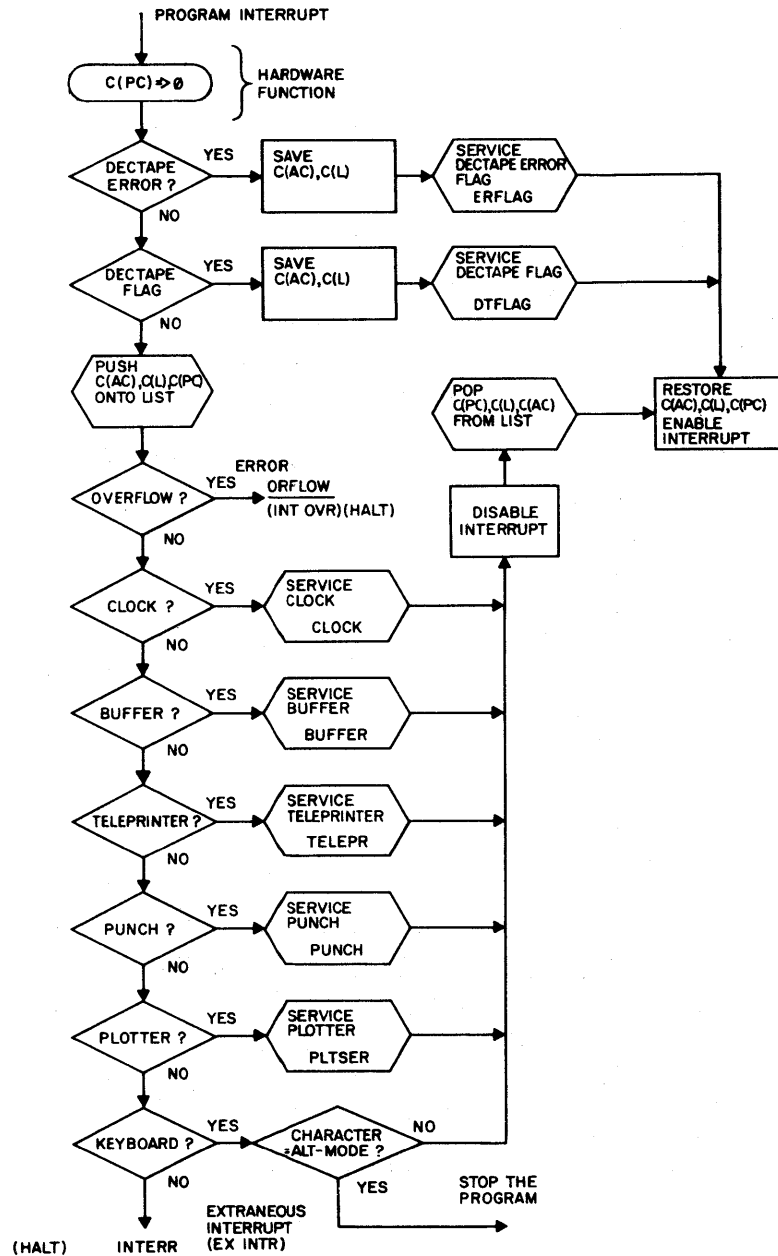 PROGRAM INTERRUPT
C(PC)=>0
HARDWARE
FUNCTION
DECTAPE
ERROR ?
YES
NO
SAVE
C(AC),C(L)
SERVICE
DECTAPE ERROR
FLAG
ERFLAG
DECTAPE
FLAG
YES
NO
SAVE
C(AC),C(L)
SERVICE
DECTAPE FLAG
DTFLAG
PUSH
C(AC),C(L),C(PC)
ONTO LIST
POP
C(PC),C(L),C(AC)
FROM LIST
RESTORE
C(AC),C(L),C(PC)
ENABLE
INTERRUPT
OVERFLOW ?
YES
NO
ERROR
ORFLOW
(INT OVR)(HALT)
DISABLE
INTERRUPT
CLOCK ?
YES
NO
SERVICE
CLOCK
CLOCK
BUFFER ?
YES
NO
SERVICE
BUFFER
BUFFER
TELEPRINTER ?
YES
NO
SERVICE
TELEPRINTER
TELEPR
PUNCH ?
YES
NO
SERVICE
PUNCH
PUNCH
PLOTTER ?
YES
NO
SERVICE
PLOTTER
PLTSER
KEYBOARD ?
YES
NO
CHARACTER
=ALT-MODE ?
NO
YES
STOP THE
PROGRAM
EXTRANEOUS
INTERRUPT
(EX INTR)
(HALT)
INTERR